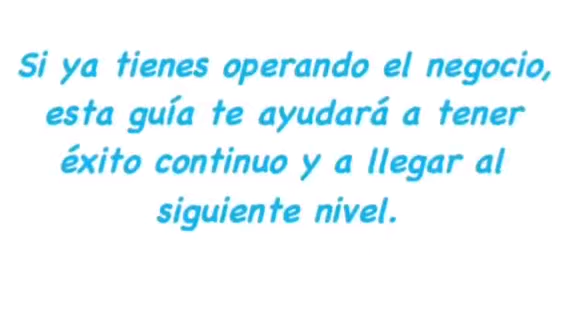 Si ya tienes operando el negocio,
esta guía te ayudará a tener
éxito continuo y a llegar al
siguiente nivel.